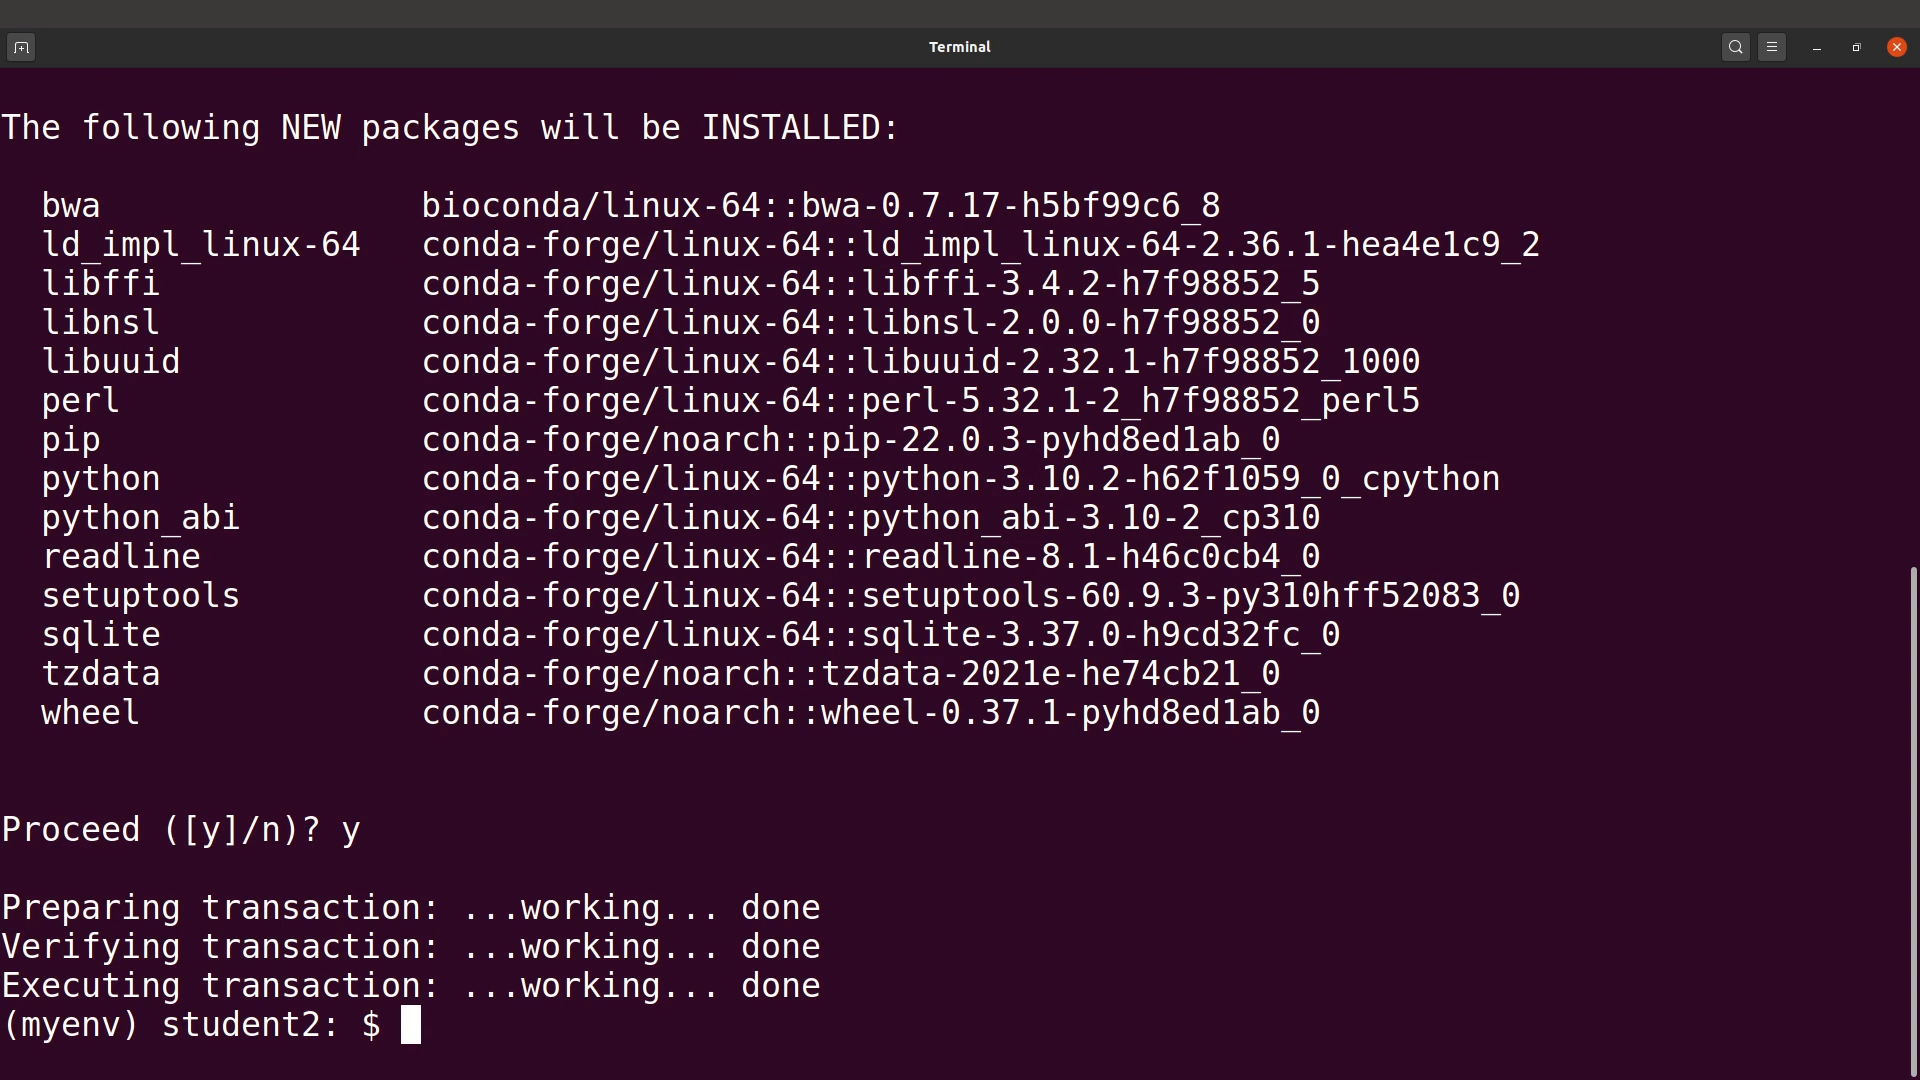 Terminal
The following NEW packages will be INSTALLED:
bwa bioconda/linux-64::bwa-0.7.17-h5bf99c6_8
ld_impl_linux-64 conda-forge/linux-64::ld_impl_linux-64-2.36.1-hea4e1c9_2
libffi conda-forge/linux-64::libffi-3.4.2-h7f98852_5
libnsl conda-forge/linux-64::libnsl-2.0.0-h7f98852_0
libuuid conda-forge/linux-64::libuuid-2.32.1-h7f98852_1000
perl conda-forge/linux-64::perl-5.32.1-2_h7f98852_perl5
pip conda-forge/noarch::pip-22.0.3-pyhd8ed1ab_0
python conda-forge/linux-64::python-3.10.2-h62f1059_0_cpython
python_abi conda-forge/linux-64::python_abi-3.10-2_cp310
readline conda-forge/linux-64::readline-8.1-h46c0cb4_0
setuptools conda-forge/linux-64::setuptools-60.9.3-py310hff52083_0
sqlite conda-forge/linux-64::sqlite-3.37.0-h9cd32fc_0
tzdata conda-forge/noarch::tzdata-2021e-he74cb21_0
wheel conda-forge/noarch::wheel-0.37.1-pyhd8ed1ab_0
Proceed ([y]/n)? y
Preparing transaction: ...working... done
Verifying transaction: ...working... done
Executing transaction: ...working... done
(myenv) student2: $